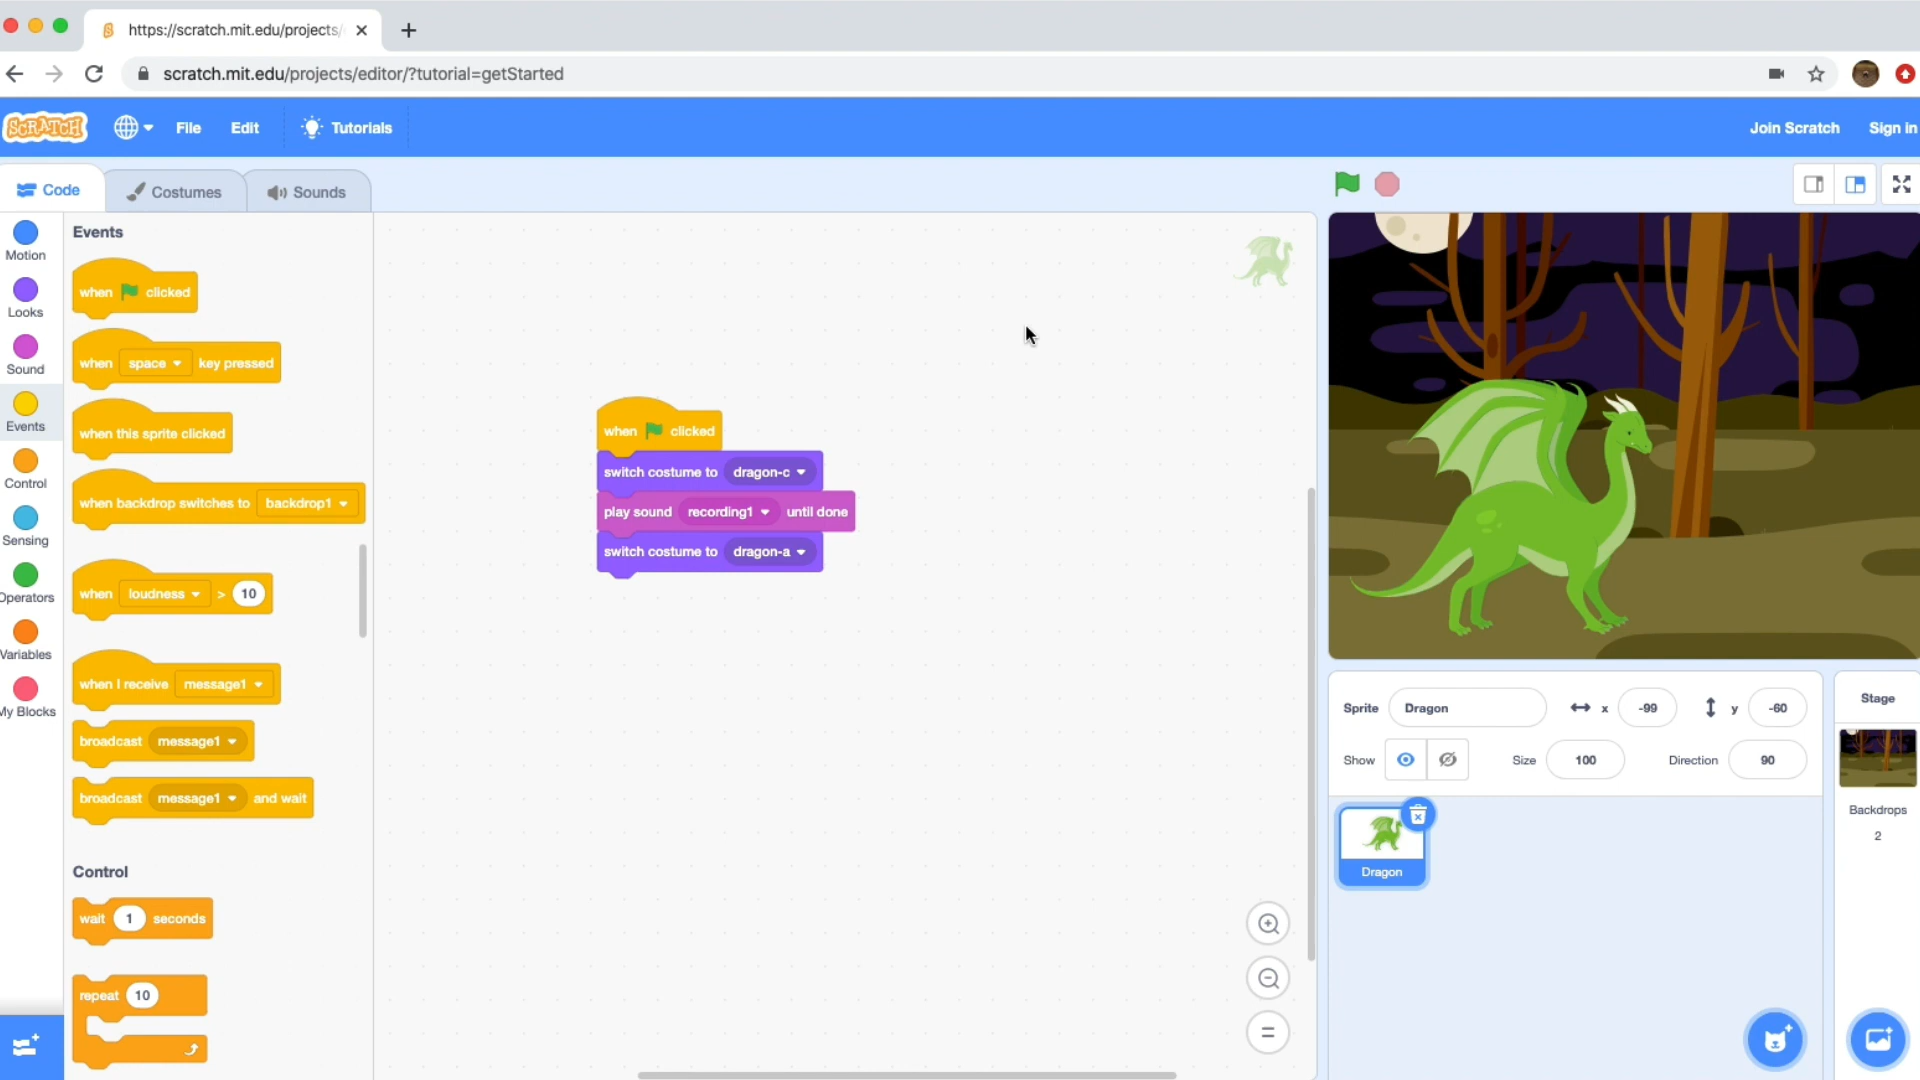 https://scratch.mit.edu/projects/
scratch.mit.edu/projects/editor/?tutorial=getStarted
SCRATCH
File
Edit
Tutorials
Join Scratch
Sign in
Code
Costumes
Sounds
Motion
Looks
Sound
Events
Control
Sensing
Operators
Variables
My Blocks
Events
when clicked
when space key pressed
when this sprite clicked
when backdrop switches to backdrop1
when loudness > 10
when I receive message1
broadcast message1
broadcast message1 and wait
Control
wait 1 seconds
repeat 10
when clicked
switch costume to dragon-c
play sound recording1 until done
switch costume to dragon-a
Sprite Dragon x -99 y -60
Show Size 100 Direction 90
Dragon
Stage
Backdrops
2